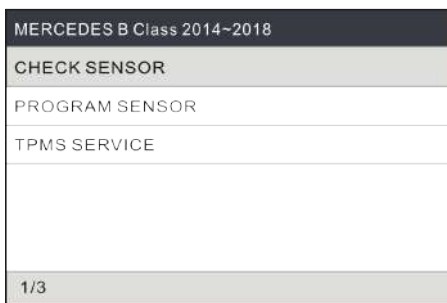 MERCEDES B Class 2014~2018
CHECK SENSOR
PROGRAM SENSOR
TPMS SERVICE
1/3